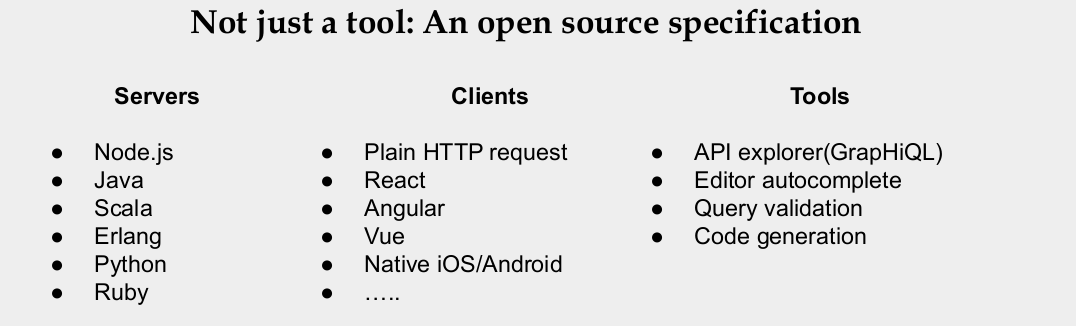 Not just a tool: An open source specification
Servers
● Node.js
● Java
● Scala
● Erlang
● Python
● Ruby
Clients
● Plain HTTP request
● React
● Angular
● Vue
● Native iOS/Android
● …..
Tools
● API explorer(GrapHiQL)
● Editor autocomplete
● Query validation
● Code generation